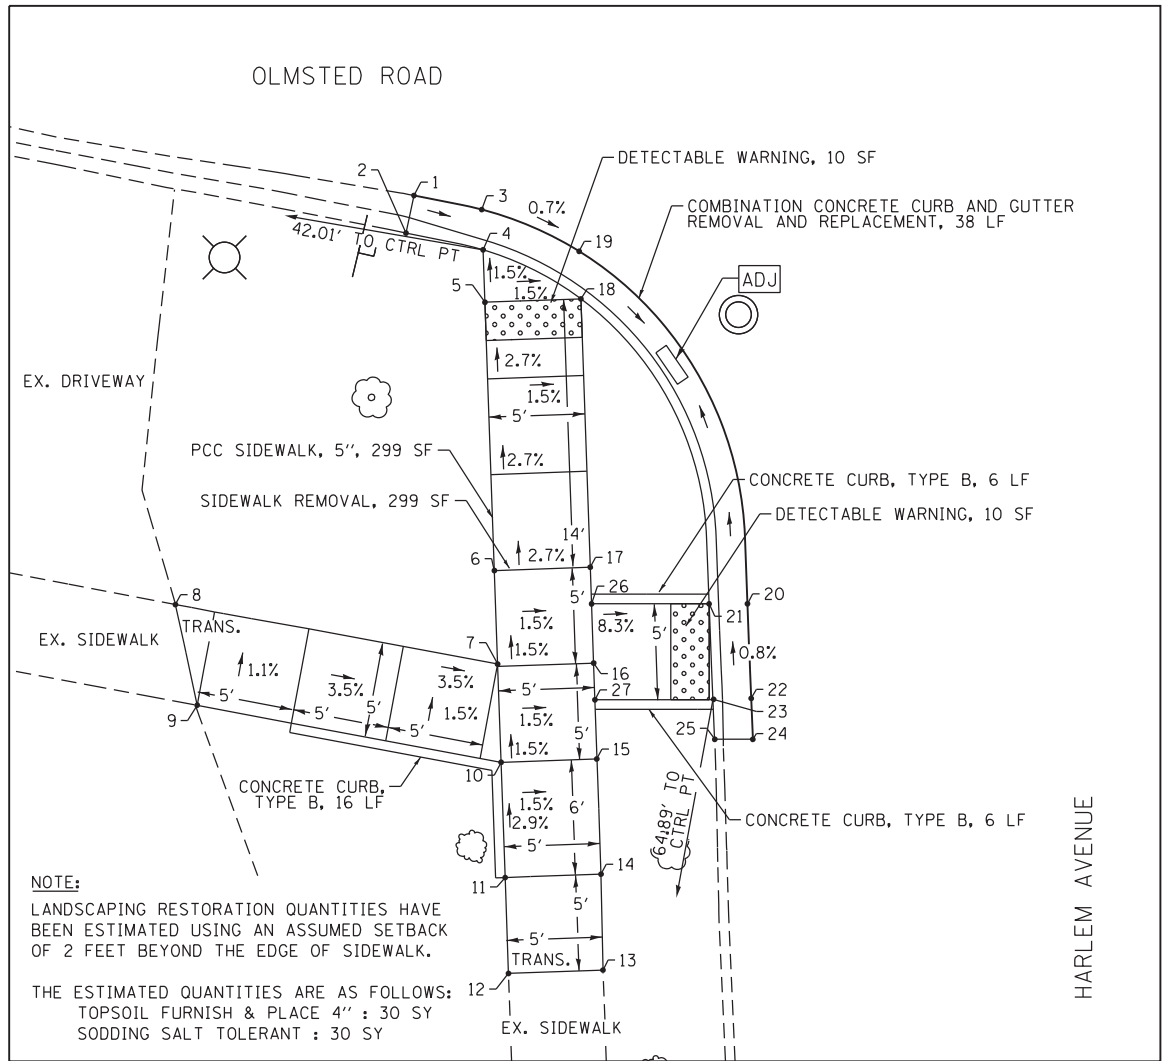 OLMSTED ROAD
DETECTABLE WARNING, 10 SF
2
1
3
0.7%
COMBINATION CONCRETE CURB AND GUTTER
REMOVAL AND REPLACEMENT, 38 LF
42.01' TO CTRL PT
4
19
ADJ
1.5%
1.5%
5
18
2.7%
EX. DRIVEWAY
1.5%
5'
PCC SIDEWALK, 5", 299 SF
2.7%
CONCRETE CURB, TYPE B, 6 LF
SIDEWALK REMOVAL, 299 SF
DETECTABLE WARNING, 10 SF
14'
2.7%
6
17
26
5'
8
20
21
TRANS.
EX. SIDEWALK
1.5%
8.3%
5'
7
1.5%
0.8%
1.1%
3.5%
5'
3.5%
16
5'
5'
27
22
9
5'
1.5%
1.5%
5'
23
5'
1.5%
25
24
10
15
CONCRETE CURB,
TYPE B, 16 LF
64.89' TO
CTRL PT
1.5%
6'
2.9%
CONCRETE CURB, TYPE B, 6 LF
5'
14
11
NOTE:
LANDSCAPING RESTORATION QUANTITIES HAVE
BEEN ESTIMATED USING AN ASSUMED SETBACK
OF 2 FEET BEYOND THE EDGE OF SIDEWALK.
5'
5'
TRANS.
13
12
THE ESTIMATED QUANTITIES ARE AS FOLLOWS:
TOPSOIL FURNISH & PLACE 4" : 30 SY
SODDING SALT TOLERANT : 30 SY
EX. SIDEWALK
HARLEM AVENUE